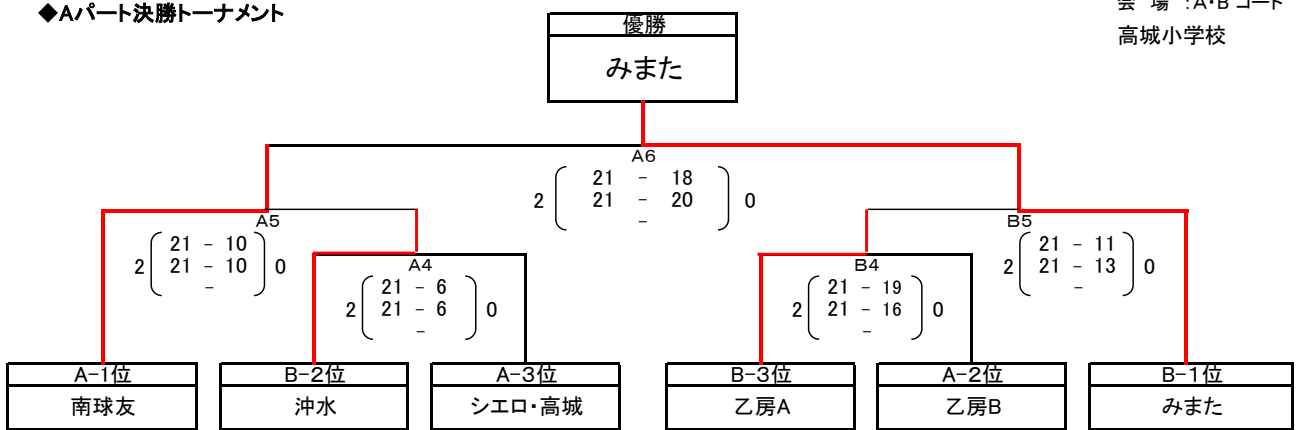 ◆Aパート決勝トーナメント
会 場 :A・Bコート
高城小学校
優勝
みまた
A6
21 - 18
2 21 - 20 0
-
A5
21 - 10
2 21 - 10 0
-
B5
21 - 11
2 21 - 13 0
-
A4
21 - 6
2 21 - 6 0
-
B4
21 - 19
2 21 - 16 0
-
A-1位 B-2位 A-3位 B-3位 A-2位 B-1位
南球友 沖水 シエロ・高城 乙房A 乙房B みまた